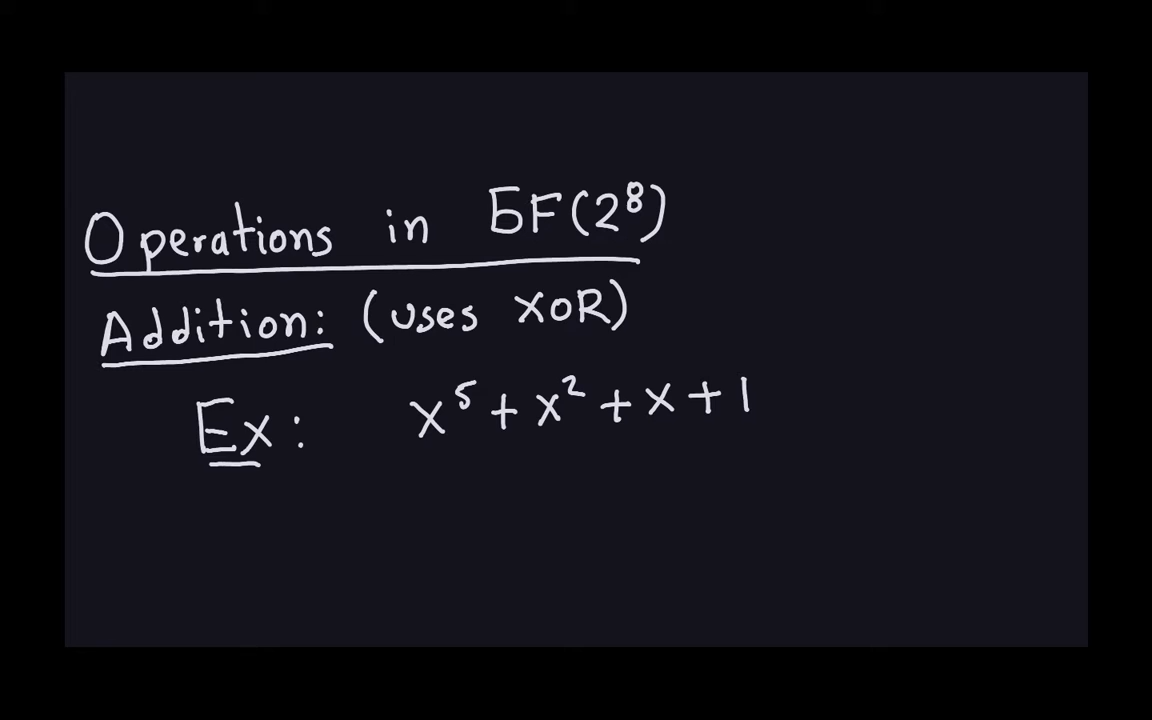 Operations in GF(2⁸)
Addition: (uses XOR)
Ex: x⁵ + x² + x + 1